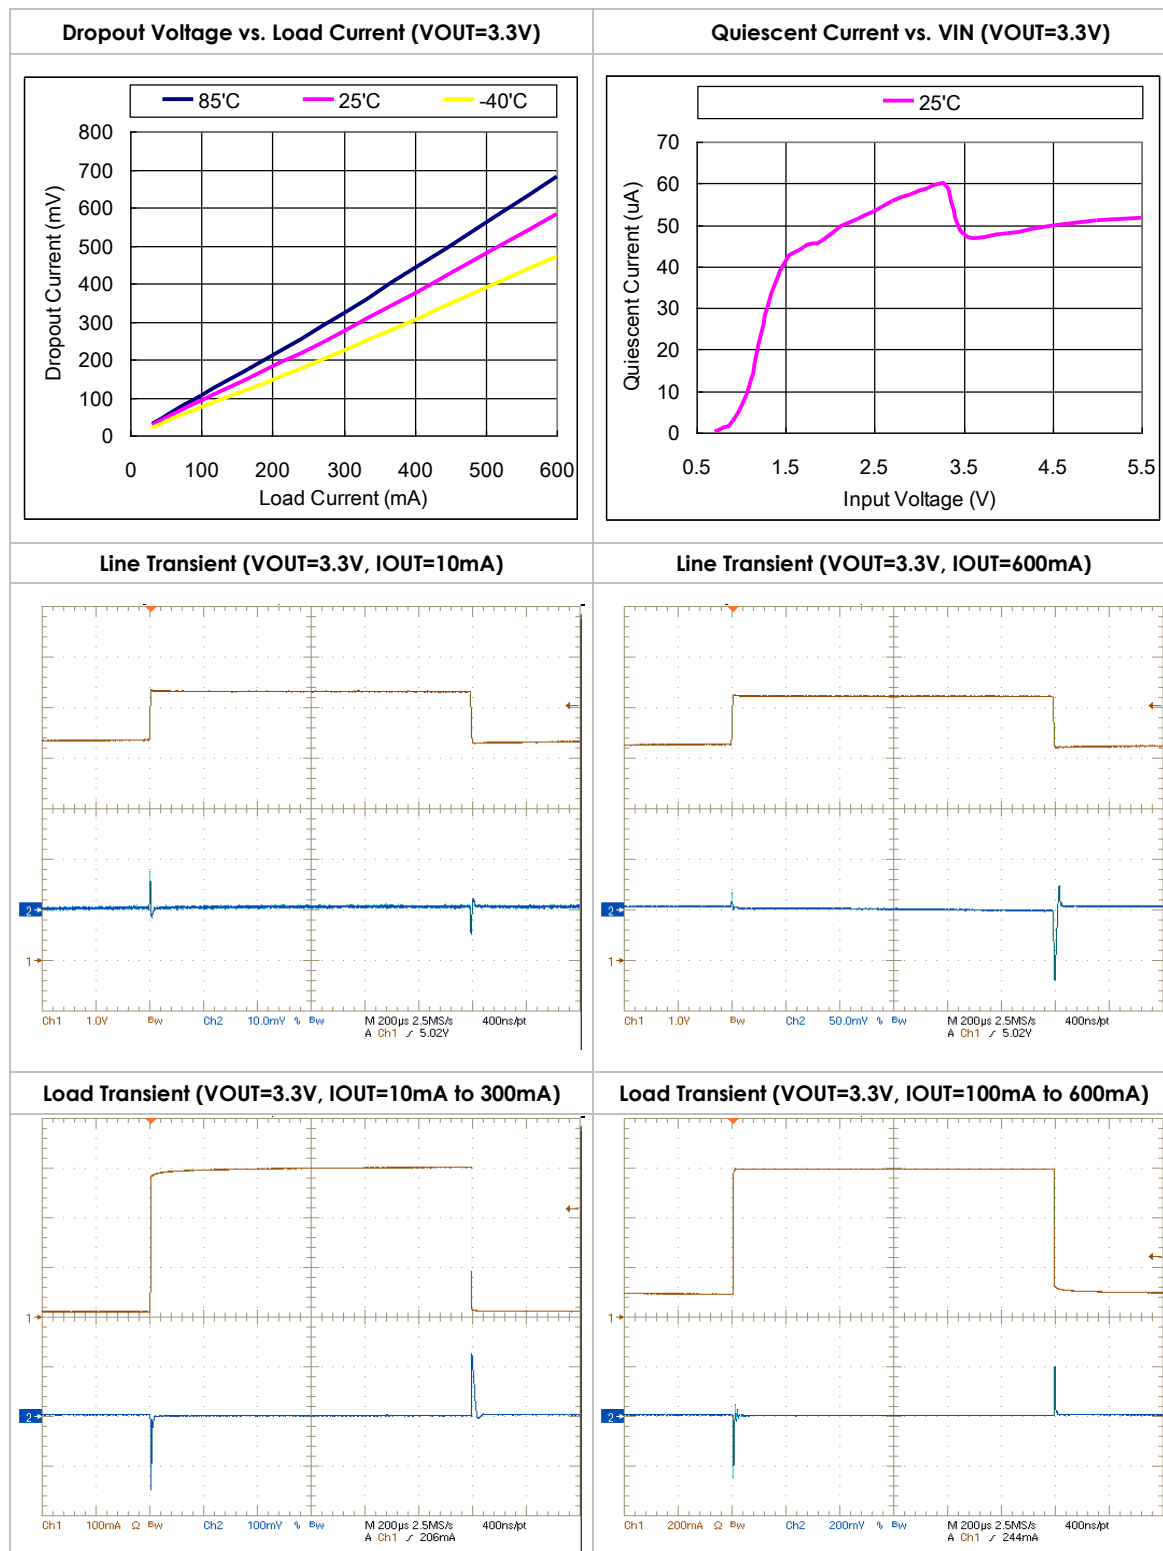 Dropout Voltage vs. Load Current (VOUT=3.3V)
Quiescent Current vs. VIN (VOUT=3.3V)
85'C 25'C -40'C
800
700
600
500
400
300
200
100
0
Dropout Current (mV)
0 100 200 300 400 500 600
Load Current (mA)
25'C
70
60
50
40
30
20
10
0
Quiescent Current (uA)
0.5 1.5 2.5 3.5 4.5 5.5
Input Voltage (V)
Line Transient (VOUT=3.3V, IOUT=10mA)
Line Transient (VOUT=3.3V, IOUT=600mA)
2
1
Ch1 1.0V Bw Ch2 10.0mV ∿ Bw M 200µs 2.5MS/s 400ns/pt
A Ch1 ∕ 5.02V
2
1
Ch1 1.0V Bw Ch2 50.0mV ∿ Bw M 200µs 2.5MS/s 400ns/pt
A Ch1 ∕ 5.02V
Load Transient (VOUT=3.3V, IOUT=10mA to 300mA)
Load Transient (VOUT=3.3V, IOUT=100mA to 600mA)
1
2
Ch1 100mA Ω Bw Ch2 100mV ∿ Bw M 200µs 2.5MS/s 400ns/pt
A Ch1 ∕ 206mA
1
2
Ch1 200mA Ω Bw Ch2 200mV ∿ Bw M 200µs 2.5MS/s 400ns/pt
A Ch1 ∕ 244mA